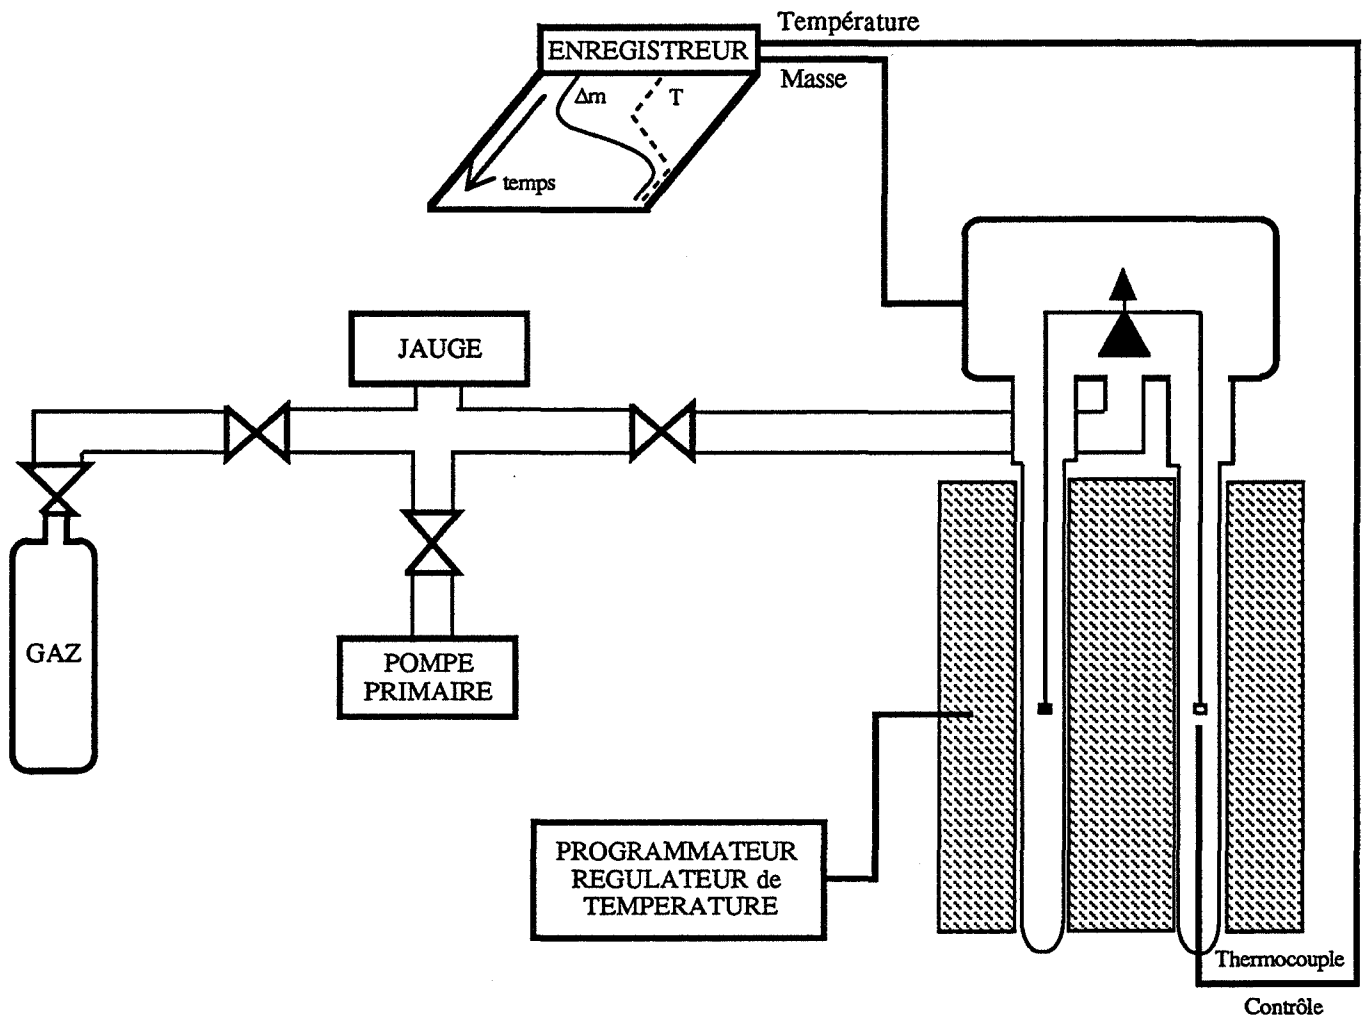 Température
ENREGISTREUR
Masse
Δm
T
temps
JAUGE
GAZ
POMPE
PRIMAIRE
PROGRAMMATEUR
REGULATEUR de
TEMPERATURE
Thermocouple
Contrôle